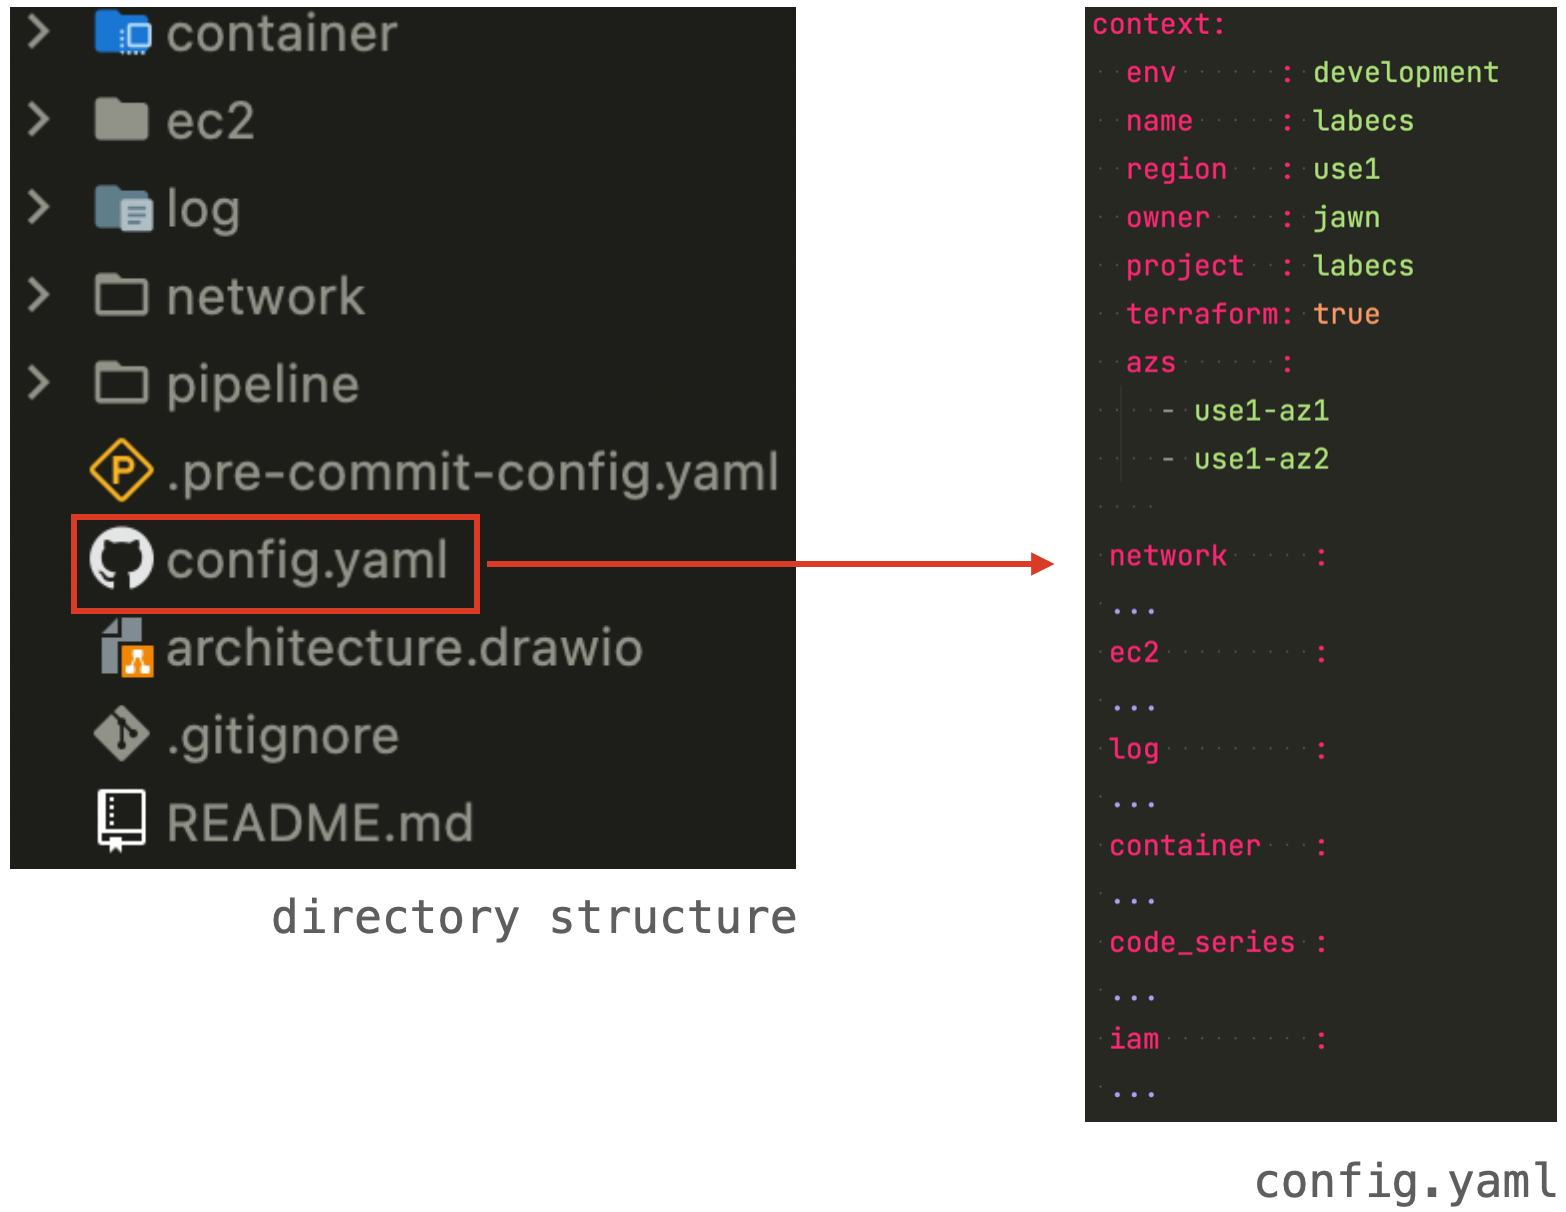 container
ec2
log
network
pipeline
.pre-commit-config.yaml
config.yaml
architecture.drawio
.gitignore
README.md
directory structure
context:
env : development
name : labecs
region : use1
owner : jawn
project : labecs
terraform: true
azs :
- use1-az1
- use1-az2
network :
...
ec2 :
...
log :
...
container :
...
code_series :
...
iam :
...
config.yaml